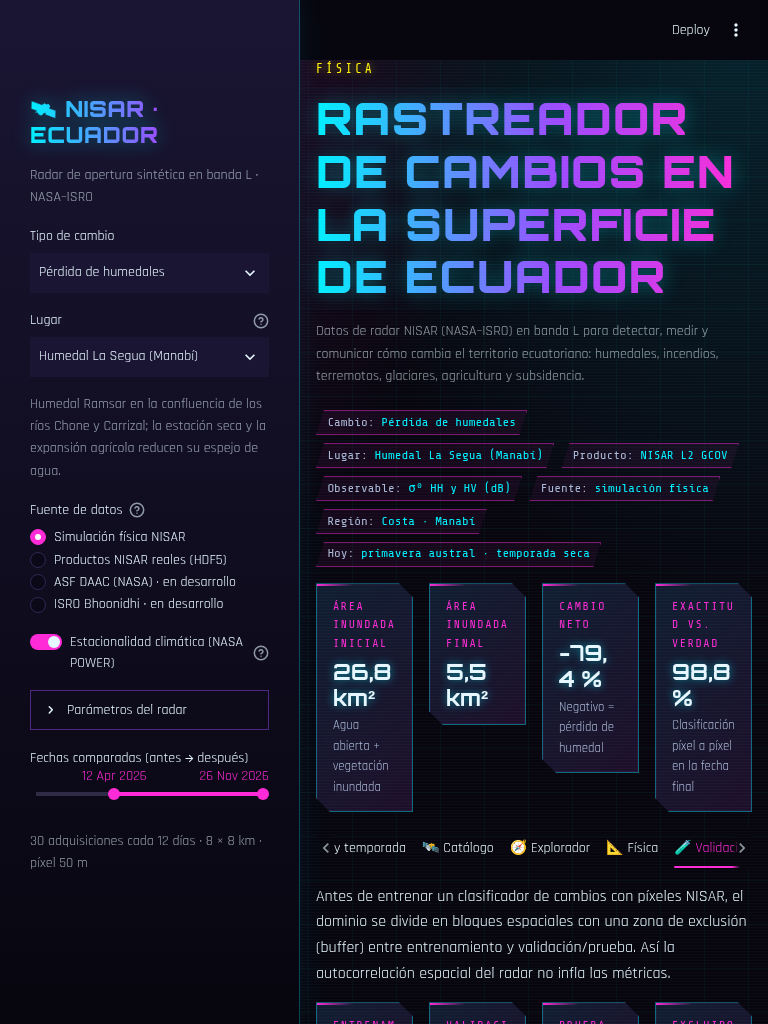 Deploy
🛰 NISAR ·
ECUADOR
Radar de apertura sintética en banda L ·
NASA-ISRO
Tipo de cambio
Pérdida de humedales
Lugar
Humedal La Segua (Manabí)
Humedal Ramsar en la confluencia de los
ríos Chone y Carrizal; la estación seca y la
expansión agrícola reducen su espejo de
agua.
Fuente de datos
Simulación física NISAR
Productos NISAR reales (HDF5)
ASF DAAC (NASA) · en desarrollo
ISRO Bhoonidhi · en desarrollo
Estacionalidad climática (NASA
POWER)
Parámetros del radar
Fechas comparadas (antes → después)
12 Apr 2026 26 Nov 2026
30 adquisiciones cada 12 días · 8 × 8 km ·
píxel 50 m
FÍSICA
RASTREADOR
DE CAMBIOS EN
LA SUPERFICIE
DE ECUADOR
Datos de radar NISAR (NASA-ISRO) en banda L para detectar, medir y
comunicar cómo cambia el territorio ecuatoriano: humedales, incendios,
terremotos, glaciares, agricultura y subsidencia.
Cambio: Pérdida de humedales
Lugar: Humedal La Segua (Manabí) Producto: NISAR L2 GCOV
Observable: σ⁰ HH y HV (dB) Fuente: simulación física
Región: Costa · Manabí
Hoy: primavera austral · temporada seca
ÁREA
INUNDADA
INICIAL
26,8
km²
Agua
abierta +
vegetación
inundada
ÁREA
INUNDADA
FINAL
5,5
km²
CAMBIO
NETO
-79,
4 %
Negativo =
pérdida de
humedal
EXACTITU
D VS.
VERDAD
98,8
%
Clasificación
píxel a píxel
en la fecha
final
y temporada 🛰️ Catálogo 🧭 Explorador 📐 Física 🧪 Validaci
Antes de entrenar un clasificador de cambios con píxeles NISAR, el
dominio se divide en bloques espaciales con una zona de exclusión
(buffer) entre entrenamiento y validación/prueba. Así la
autocorrelación espacial del radar no infla las métricas.